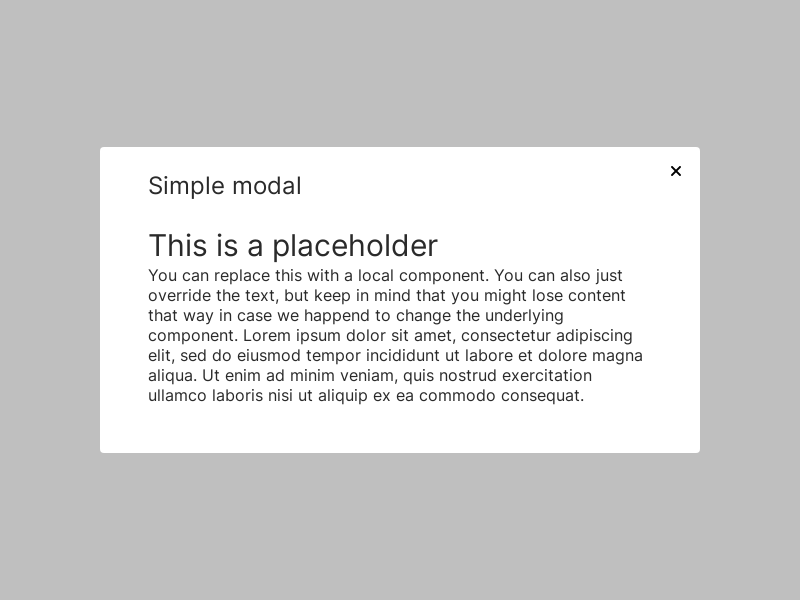 Simple modal
This is a placeholder
You can replace this with a local component. You can also just
override the text, but keep in mind that you might lose content
that way in case we happend to change the underlying
component. Lorem ipsum dolor sit amet, consectetur adipiscing
elit, sed do eiusmod tempor incididunt ut labore et dolore magna
aliqua. Ut enim ad minim veniam, quis nostrud exercitation
ullamco laboris nisi ut aliquip ex ea commodo consequat.